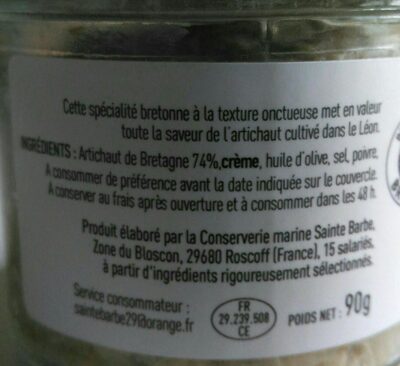 Cette spécialité bretonne à la texture onctueuse met en valeur
toute la saveur de l'artichaut cultivé dans le Léon.
INGRÉDIENTS : Artichaut de Bretagne 74%, crème, huile d'olive, sel, poivre.
A consommer de préférence avant la date indiquée sur le couvercle.
A conserver au frais après ouverture et à consommer dans les 48 h.
Produit élaboré par la Conserverie marine Sainte Barbe,
Zone du Bloscon, 29680 Roscoff (France), 15 salariés,
à partir d'ingrédients rigoureusement sélectionnés.
Service consommateur :
saintebarbe29@orange.fr
FR
29.239.508
CE
POIDS NET : 90g